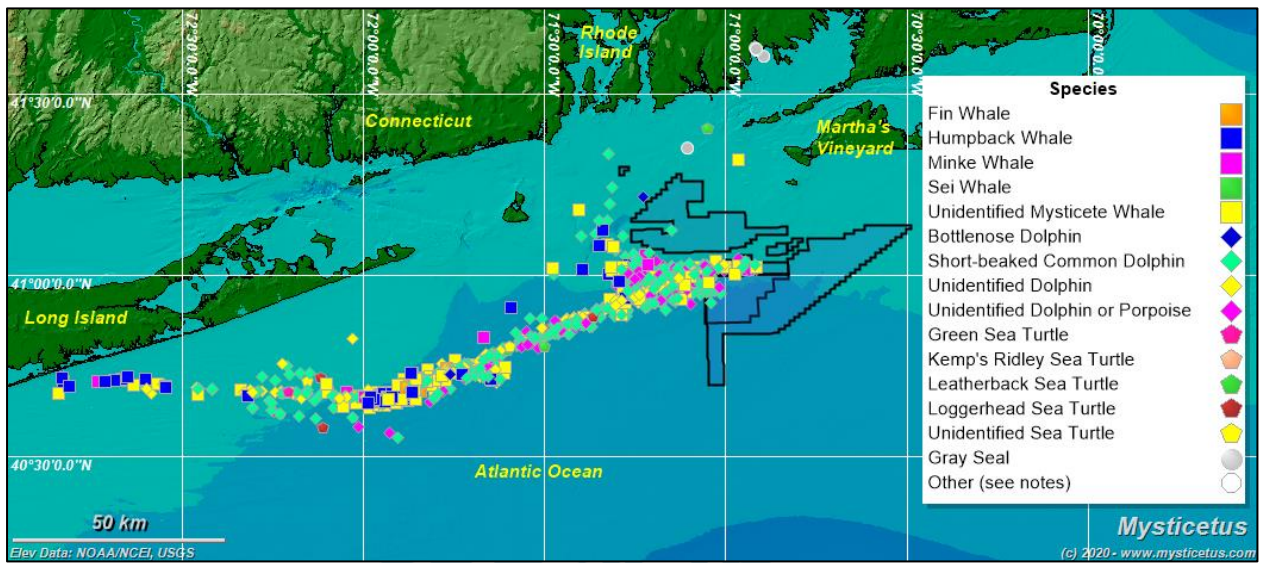 72°30'0.0"W
72°00'0.0"W
71°30'0.0"W
71°00'0.0"W
70°30'0.0"W
70°00'0.0"W
Rhode
Island
41°30'0.0"N
Connecticut
Martha's
Vineyard
Species
Fin Whale
Humpback Whale
Minke Whale
Sei Whale
Unidentified Mysticete Whale
Bottlenose Dolphin
Short-beaked Common Dolphin
Unidentified Dolphin
Unidentified Dolphin or Porpoise
Green Sea Turtle
Kemp's Ridley Sea Turtle
Leatherback Sea Turtle
Loggerhead Sea Turtle
Unidentified Sea Turtle
Gray Seal
Other (see notes)
41°00'0.0"N
Long Island
40°30'0.0"N
Atlantic Ocean
50 km
Elev Data: NOAA/NCEI, USGS
Mysticetus
(c) 2020 - www.mysticetus.com